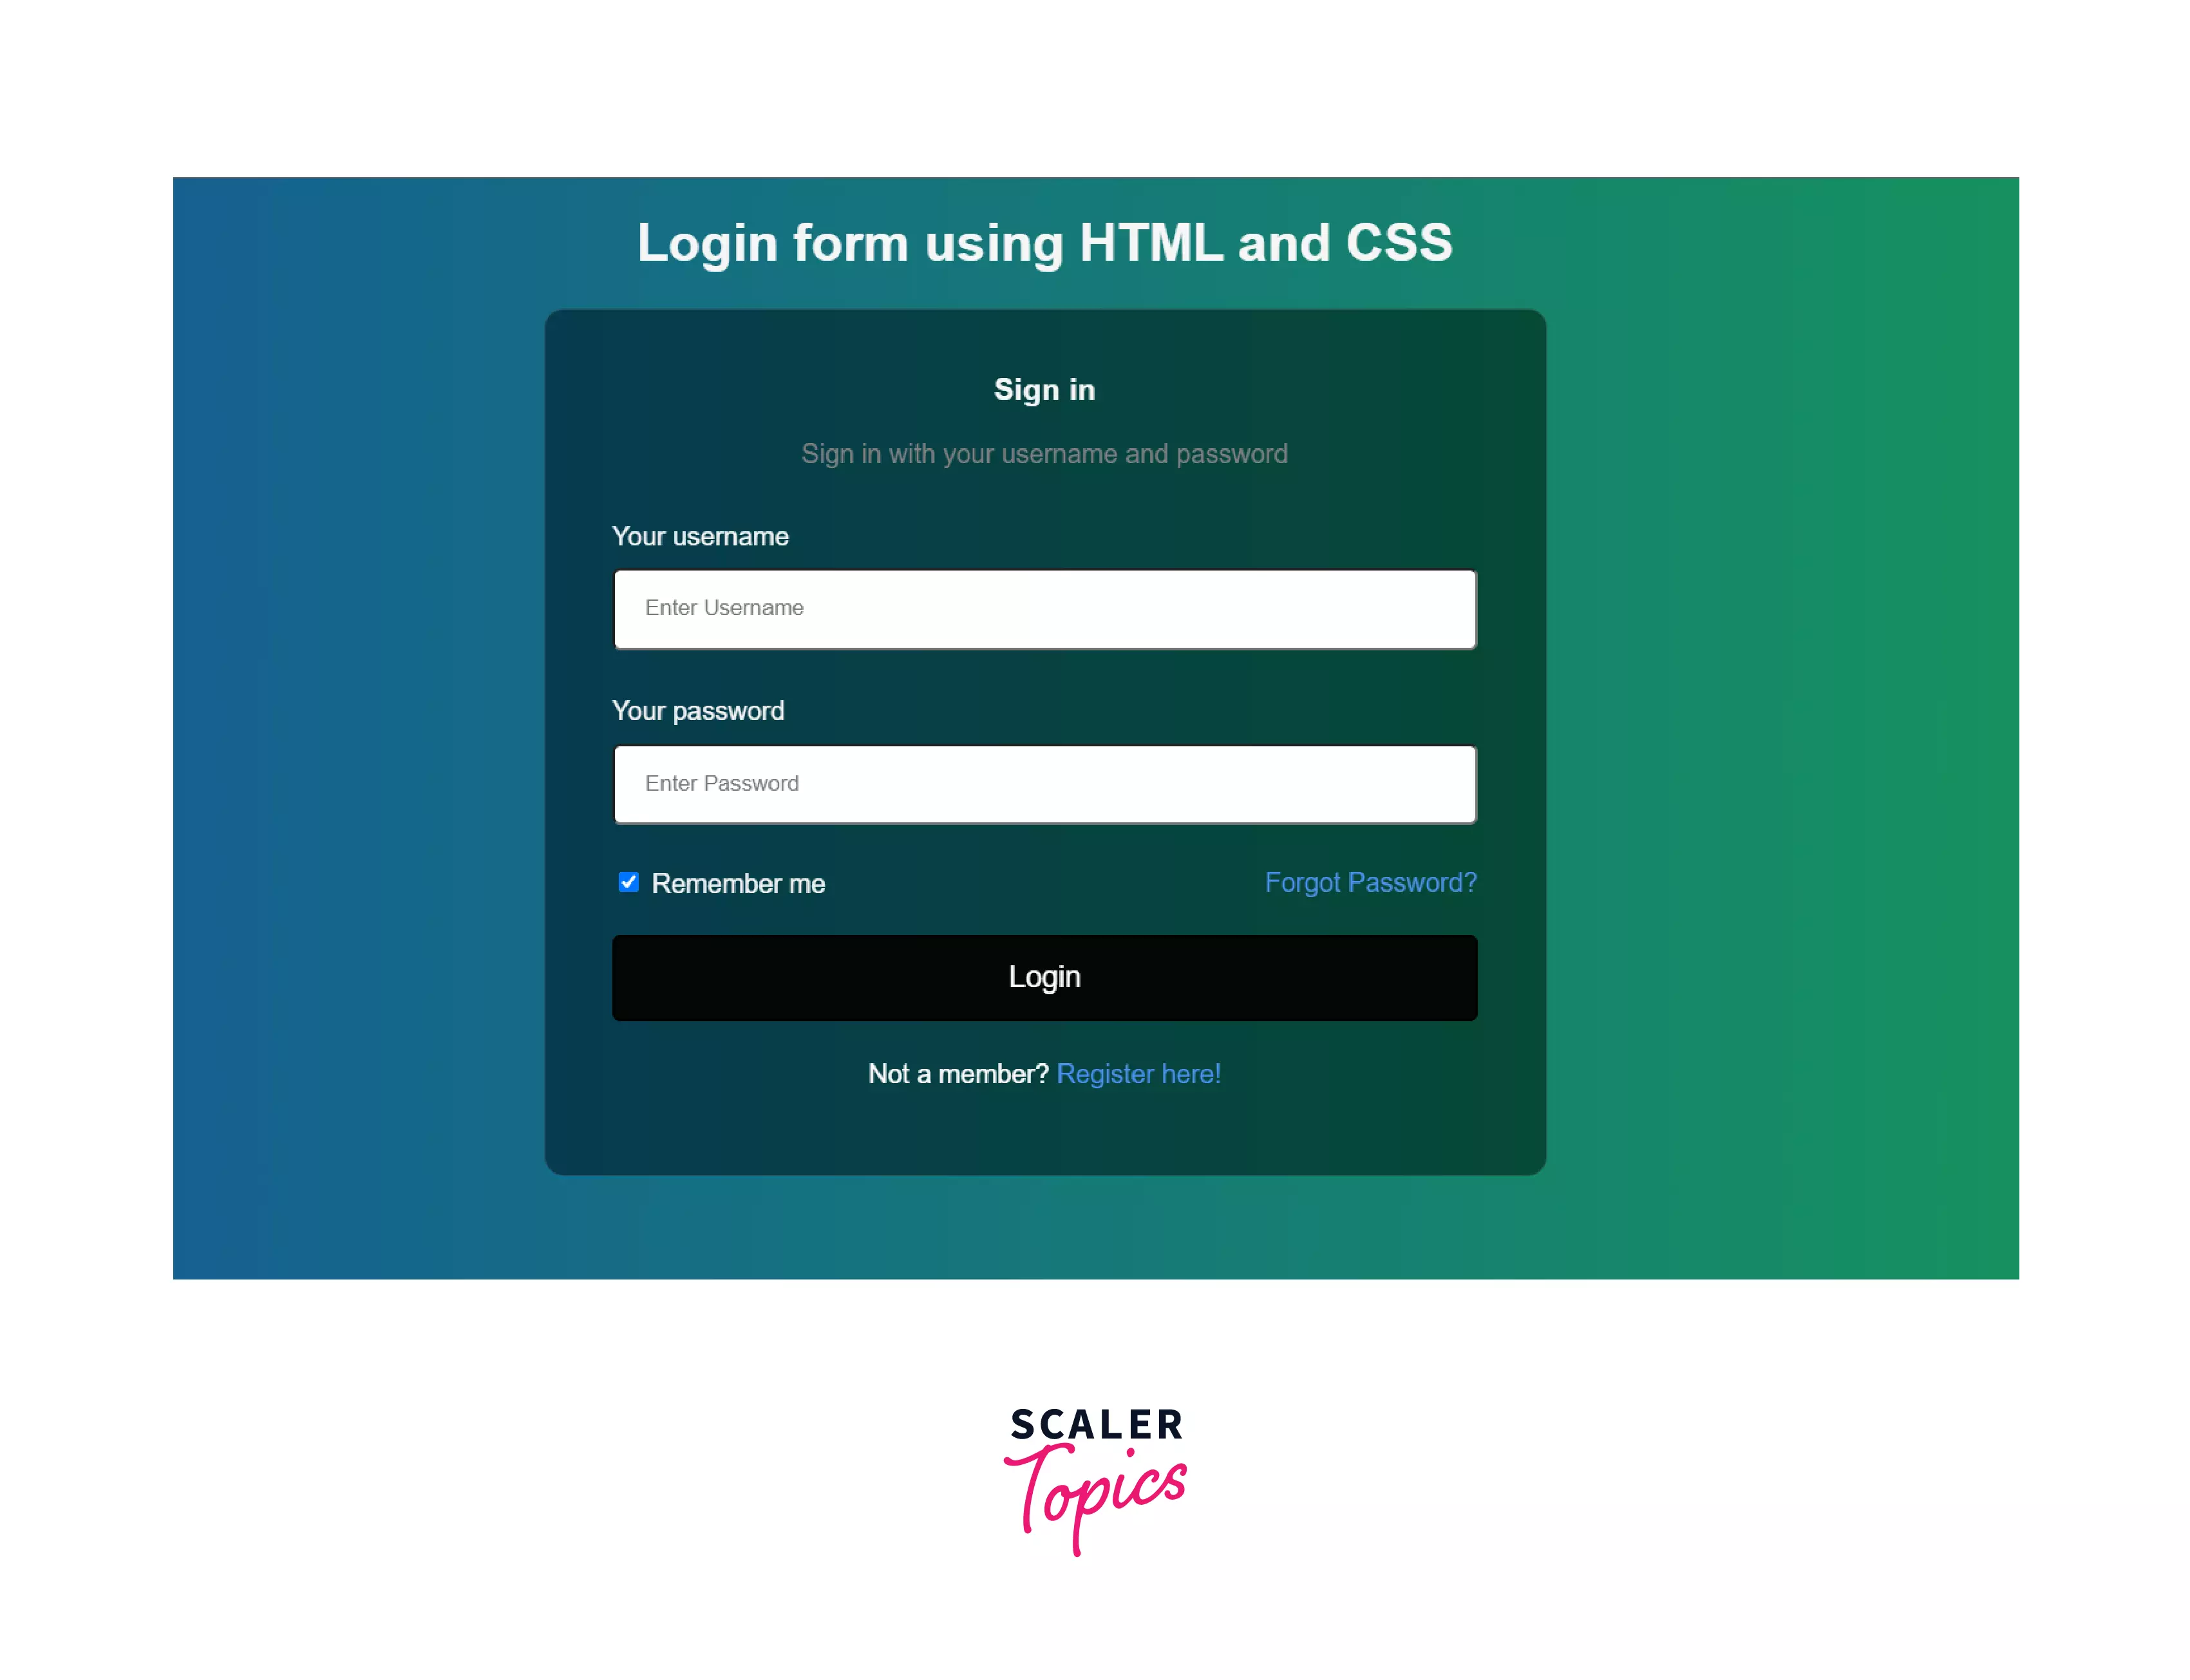 Login form using HTML and CSS
Sign in
Sign in with your username and password
Your username
Enter Username
Your password
Enter Password
Remember me Forgot Password?
Login
Not a member? Register here!
SCALER
Topics